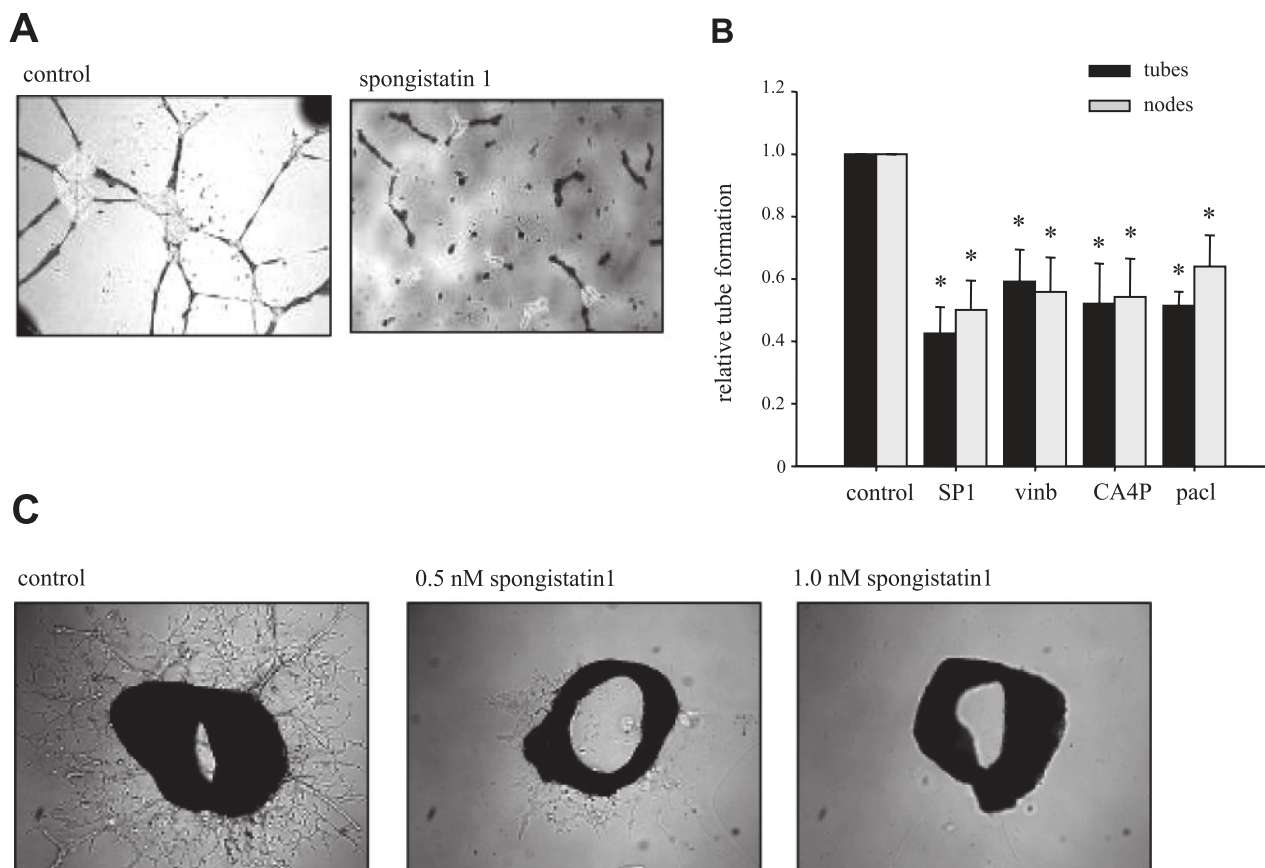 A
control
spongistatin 1
B
tubes
nodes
relative tube formation
1.2
1.0
0.8
0.6
0.4
0.2
0
* * * * * * * *
control SP1 vinb CA4P pacl
C
control
0.5 nM spongistatin1
1.0 nM spongistatin1